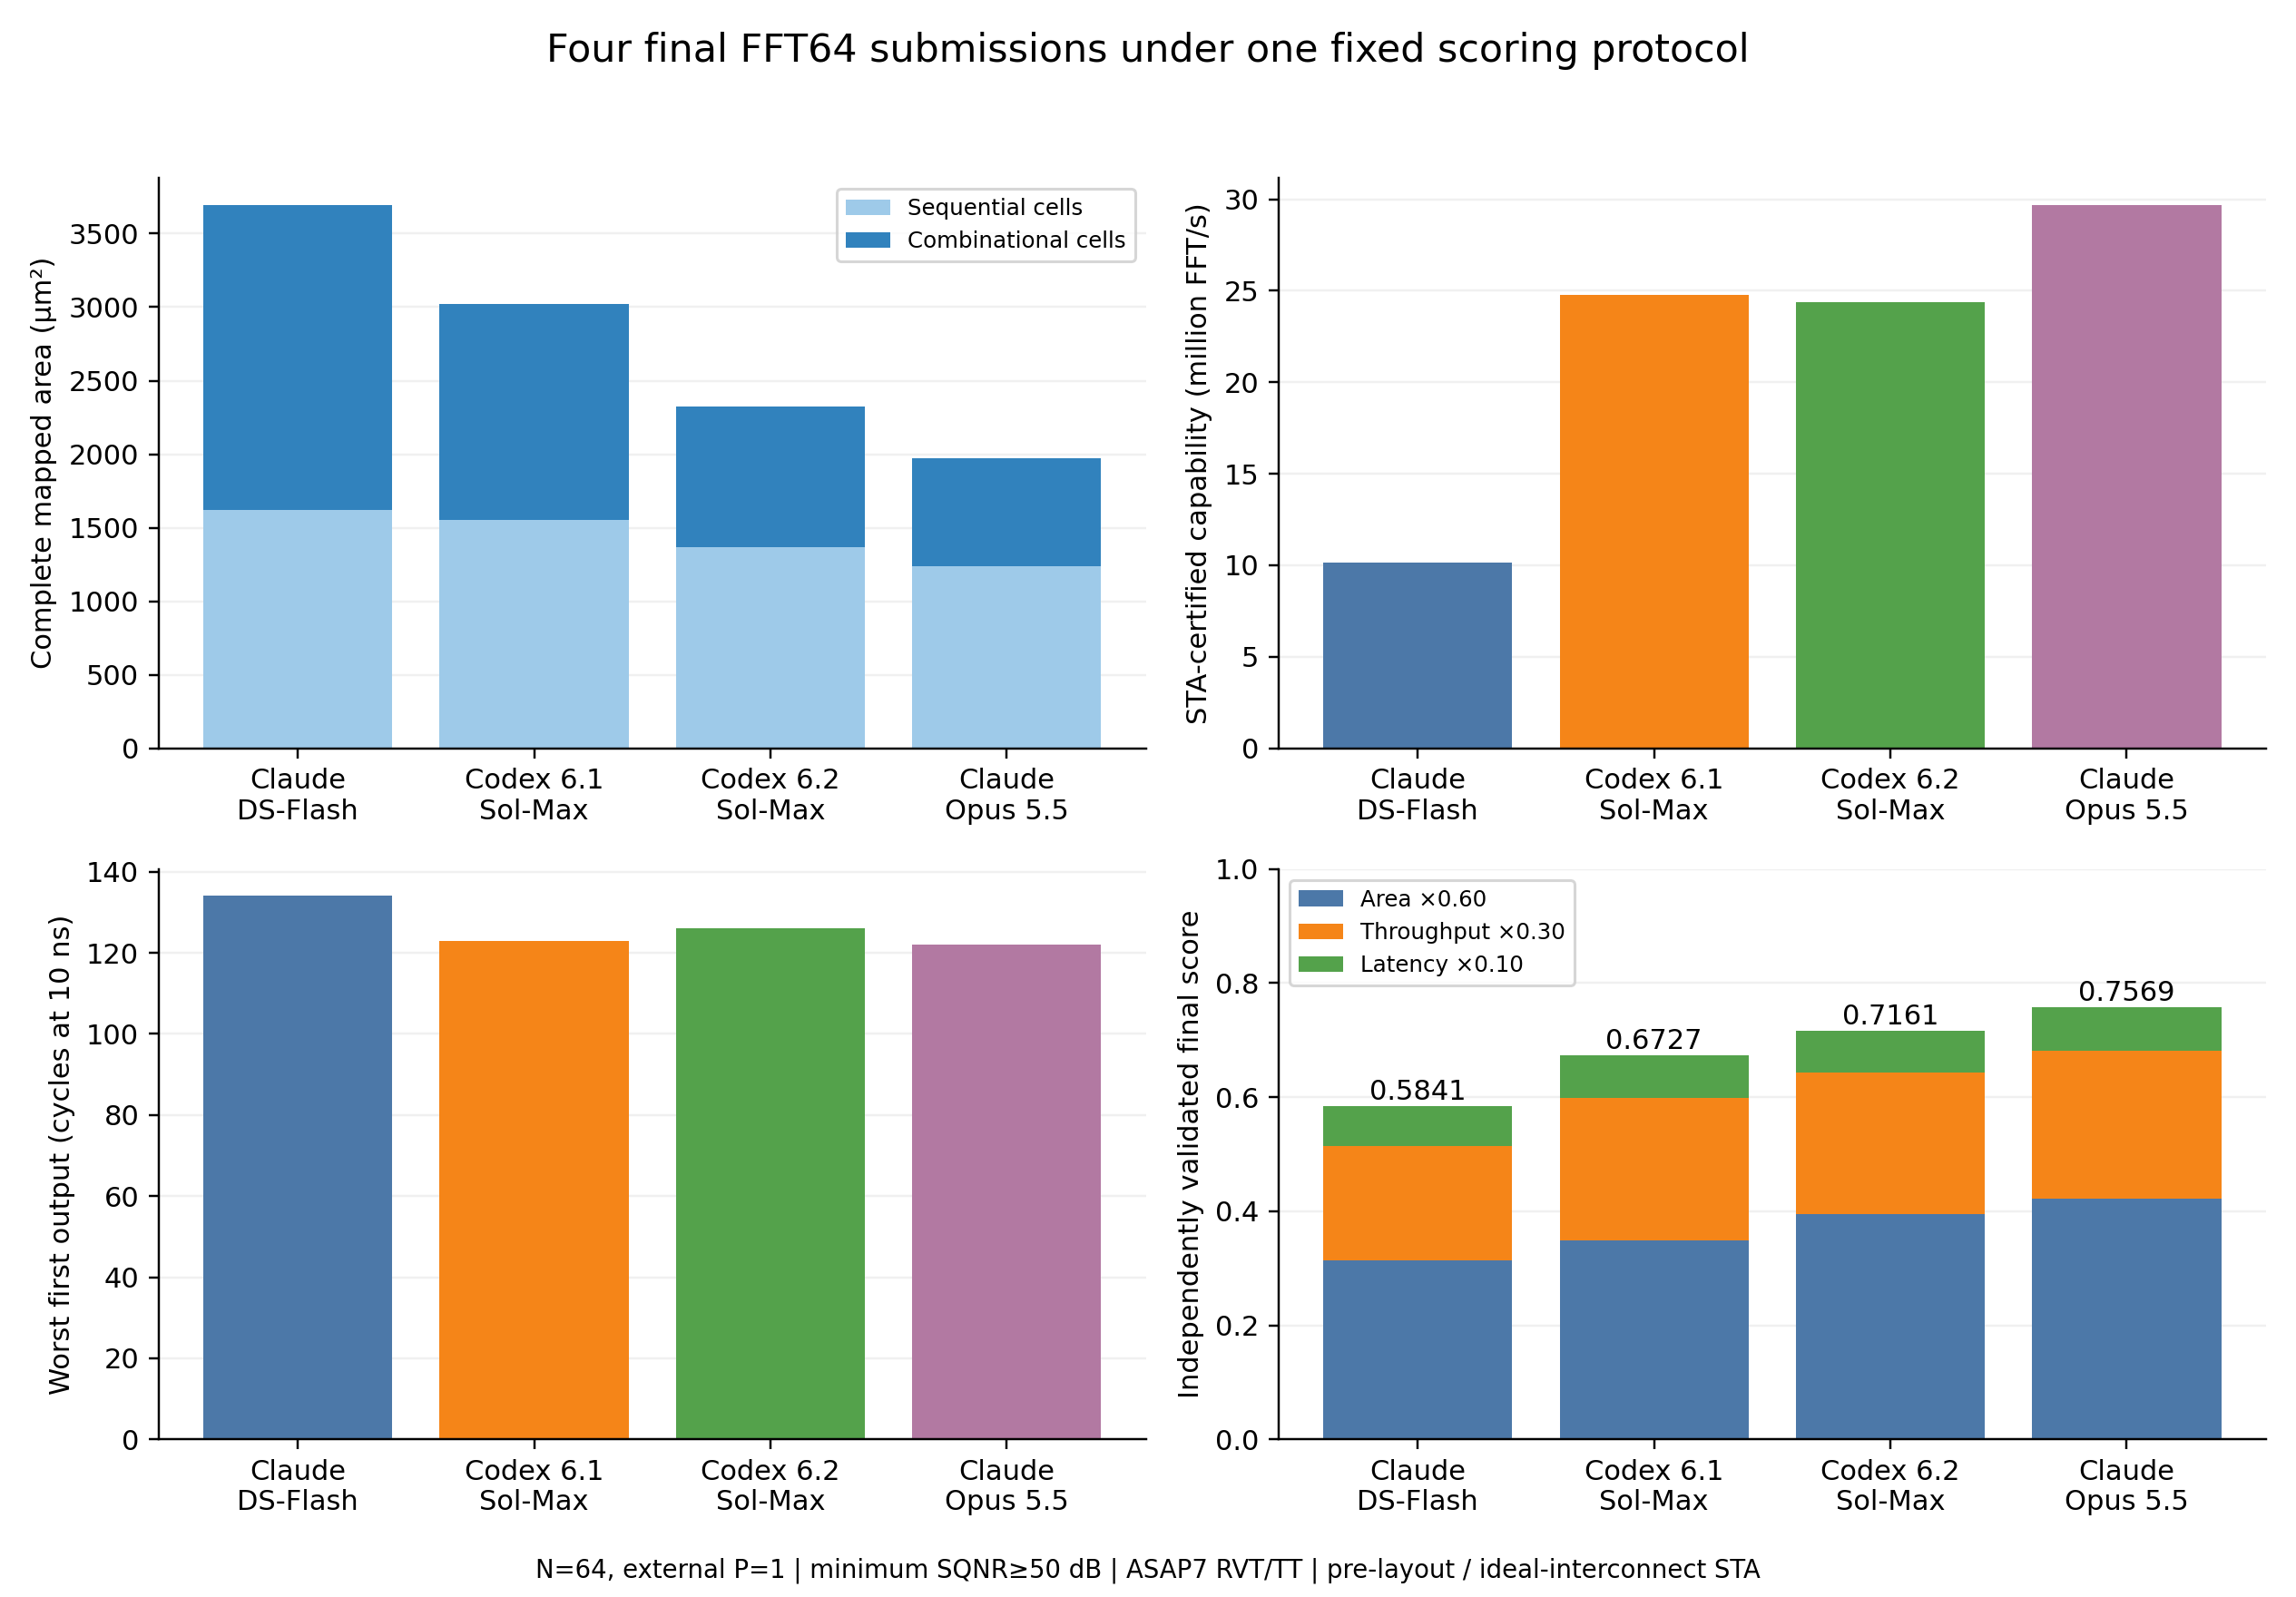 Four final FFT64 submissions under one fixed scoring protocol
Complete mapped area (µm²)
3500
3000
2500
2000
1500
1000
500
0
Sequential cells
Combinational cells
Claude
DS-Flash
Codex 6.1
Sol-Max
Codex 6.2
Sol-Max
Claude
Opus 5.5
STA-certified capability (million FFT/s)
30
25
20
15
10
5
0
Claude
DS-Flash
Codex 6.1
Sol-Max
Codex 6.2
Sol-Max
Claude
Opus 5.5
Worst first output (cycles at 10 ns)
140
120
100
80
60
40
20
0
Claude
DS-Flash
Codex 6.1
Sol-Max
Codex 6.2
Sol-Max
Claude
Opus 5.5
Independently validated final score
1.0
0.8
0.6
0.4
0.2
0.0
Area ×0.60
Throughput ×0.30
Latency ×0.10
0.5841
0.6727
0.7161
0.7569
Claude
DS-Flash
Codex 6.1
Sol-Max
Codex 6.2
Sol-Max
Claude
Opus 5.5
N=64, external P=1 | minimum SQNR≥50 dB | ASAP7 RVT/TT | pre-layout / ideal-interconnect STA